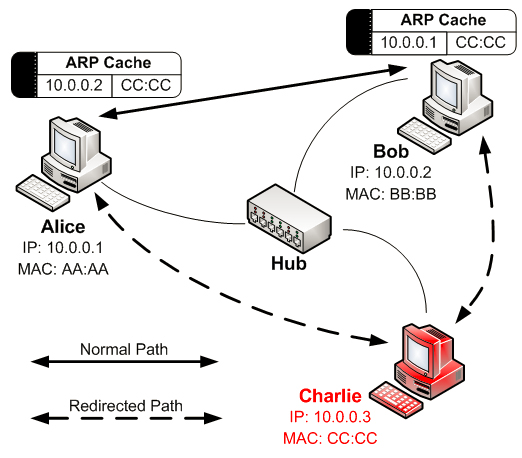 ARP Cache
10.0.0.1 CC:CC
ARP Cache
10.0.0.2 CC:CC
Bob
IP: 10.0.0.2
MAC: BB:BB
Alice
IP: 10.0.0.1
MAC: AA:AA
Hub
Normal Path
Redirected Path
Charlie
IP: 10.0.0.3
MAC: CC:CC